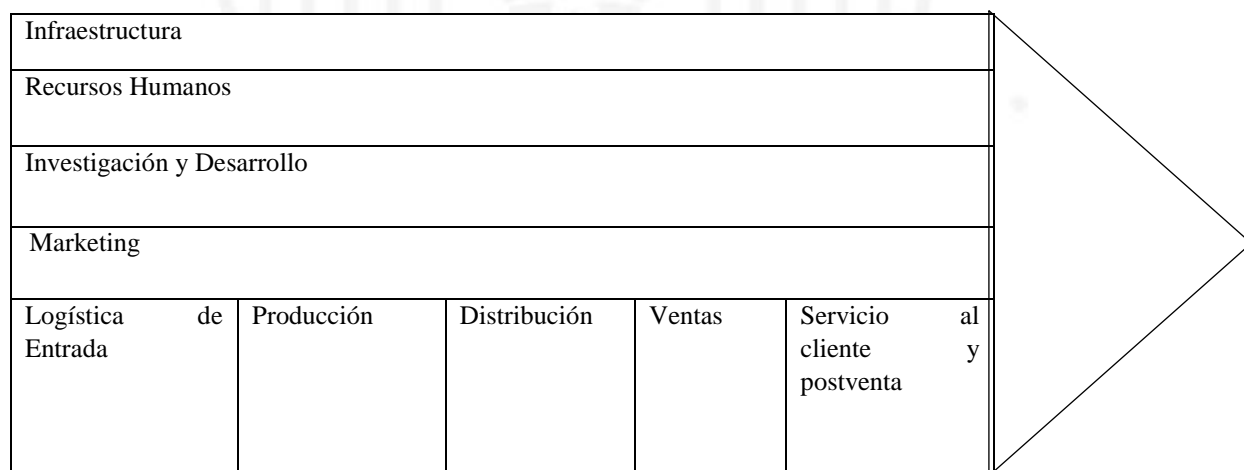 Infraestructura
Recursos Humanos
Investigación y Desarrollo
Marketing
Logística de
Entrada
Producción
Distribución
Ventas
Servicio al
cliente y
postventa